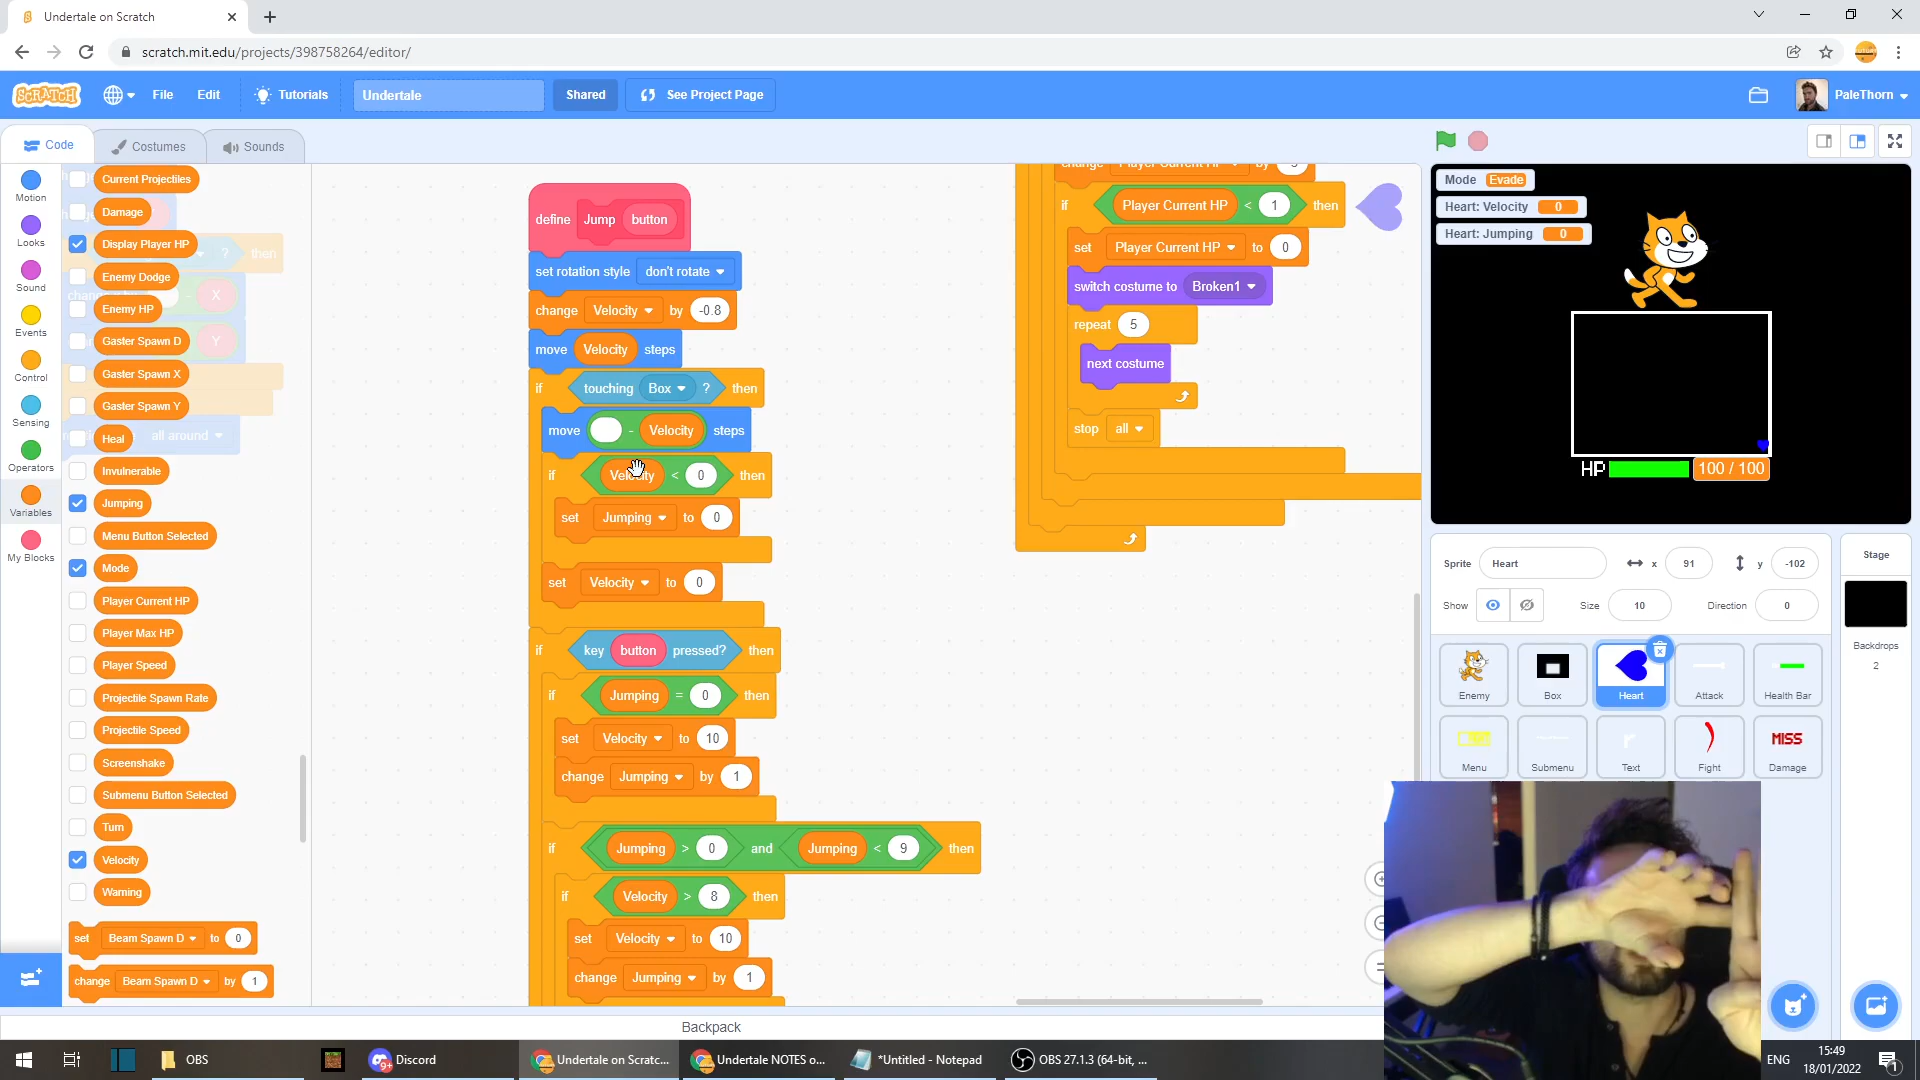 Undertale on Scratch
scratch.mit.edu/projects/398758264/editor/
SCRATCH
File
Edit
Tutorials
Undertale
Shared
See Project Page
PaleThorn
Code
Costumes
Sounds
Motion
Looks
Sound
Events
Control
Sensing
Operators
Variables
My Blocks
Current Projectiles
Damage
Display Player HP
Enemy Dodge
Enemy HP
Gaster Spawn D
Gaster Spawn X
Gaster Spawn Y
Heal
Invulnerable
Jumping
Menu Button Selected
Mode
Player Current HP
Player Max HP
Player Speed
Projectile Spawn Rate
Projectile Speed
Screenshake
Submenu Button Selected
Turn
Velocity
Warning
set Beam Spawn D to 0
change Beam Spawn D by 1
? then
- X
Y
all around
define Jump button
set rotation style don't rotate
change Velocity by -0.8
move Velocity steps
if touching Box ? then
move - Velocity steps
if Velocity < 0 then
set Jumping to 0
set Velocity to 0
if key button pressed? then
if Jumping = 0 then
set Velocity to 10
change Jumping by 1
if Jumping > 0 and Jumping < 9 then
if Velocity > 8 then
set Velocity to 10
change Jumping by 1
change Player Current HP by
if Player Current HP < 1 then
set Player Current HP to 0
switch costume to Broken1
repeat 5
next costume
stop all
Backpack
Mode Evade
Heart: Velocity 0
Heart: Jumping 0
HP 100 / 100
Sprite Heart x 91 y -102
Show Size 10 Direction 0
Enemy
Box
Heart
Attack
Health Bar
Menu
Submenu
Text
Fight
MISS
Damage
Stage
Backdrops
2
OBS
Discord
Undertale on Scratc...
Undertale NOTES o...
*Untitled - Notepad
OBS 27.1.3 (64-bit, ...
ENG
15:49
18/01/2022
1